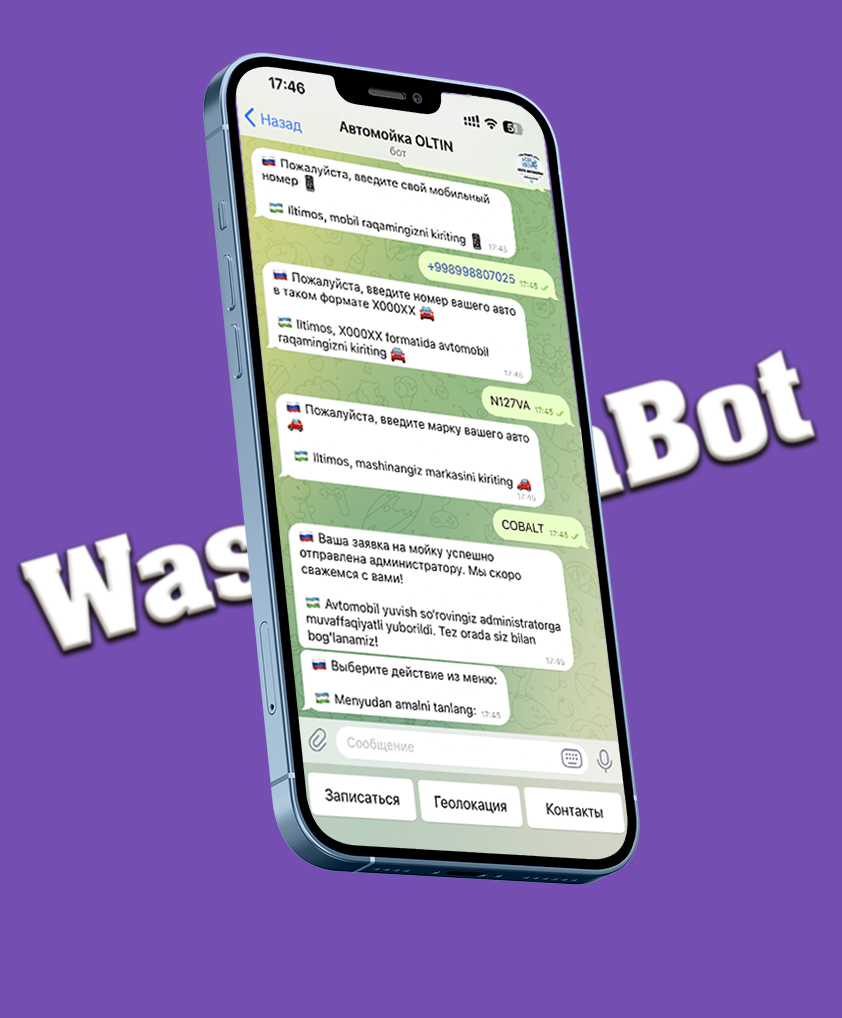 17:46
51
Назад
Автомойка OLTIN
бот
🇷🇺 Пожалуйста, введите свой мобильный
номер 📱
🇺🇿 Iltimos, mobil raqamingizni kiriting 📱 17:45
+998998807025 17:45
🇷🇺 Пожалуйста, введите номер вашего авто
в таком формате X000XX 🚘
🇺🇿 Iltimos, X000XX formatida avtomobil
raqamingizni kiriting 🚘
17:45
N127VA 17:45
🇷🇺 Пожалуйста, введите марку вашего авто
🚗
🇺🇿 Iltimos, mashinangiz markasini kiriting 🚗
17:45
COBALT 17:45
🇷🇺 Ваша заявка на мойку успешно
отправлена администратору. Мы скоро
свяжемся с вами!
🇺🇿 Avtomobil yuvish so'rovingiz administratorga
muvaffaqiyatli yuborildi. Tez orada siz bilan
bog'lanamiz!
17:45
🇷🇺 Выберите действие из меню:
🇺🇿 Menyudan amalni tanlang: 17:45
Сообщение
Записаться Геолокация Контакты
Was
Bot